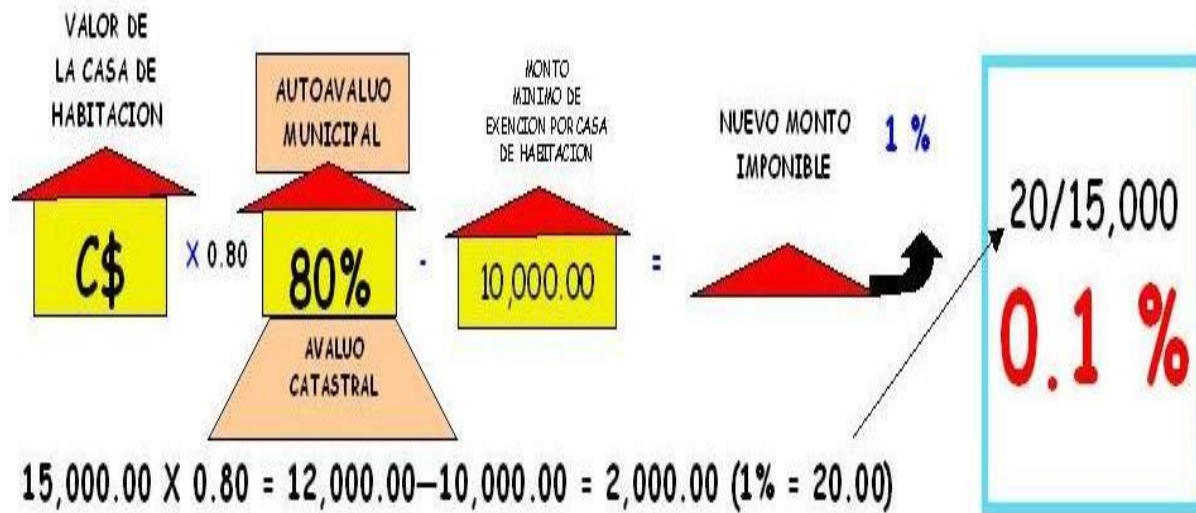 VALOR DE
LA CASA DE
HABITACION
C$
X 0.80
AUTOAVALUO
MUNICIPAL
80%
AVALUO
CATASTRAL
-
MONTO
MINIMO DE
EXENCION POR CASA
DE HABITACION
10,000.00
=
NUEVO MONTO
IMPONIBLE
1 %
20/15,000
0.1 %
15,000.00 X 0.80 = 12,000.00–10,000.00 = 2,000.00 (1% = 20.00)